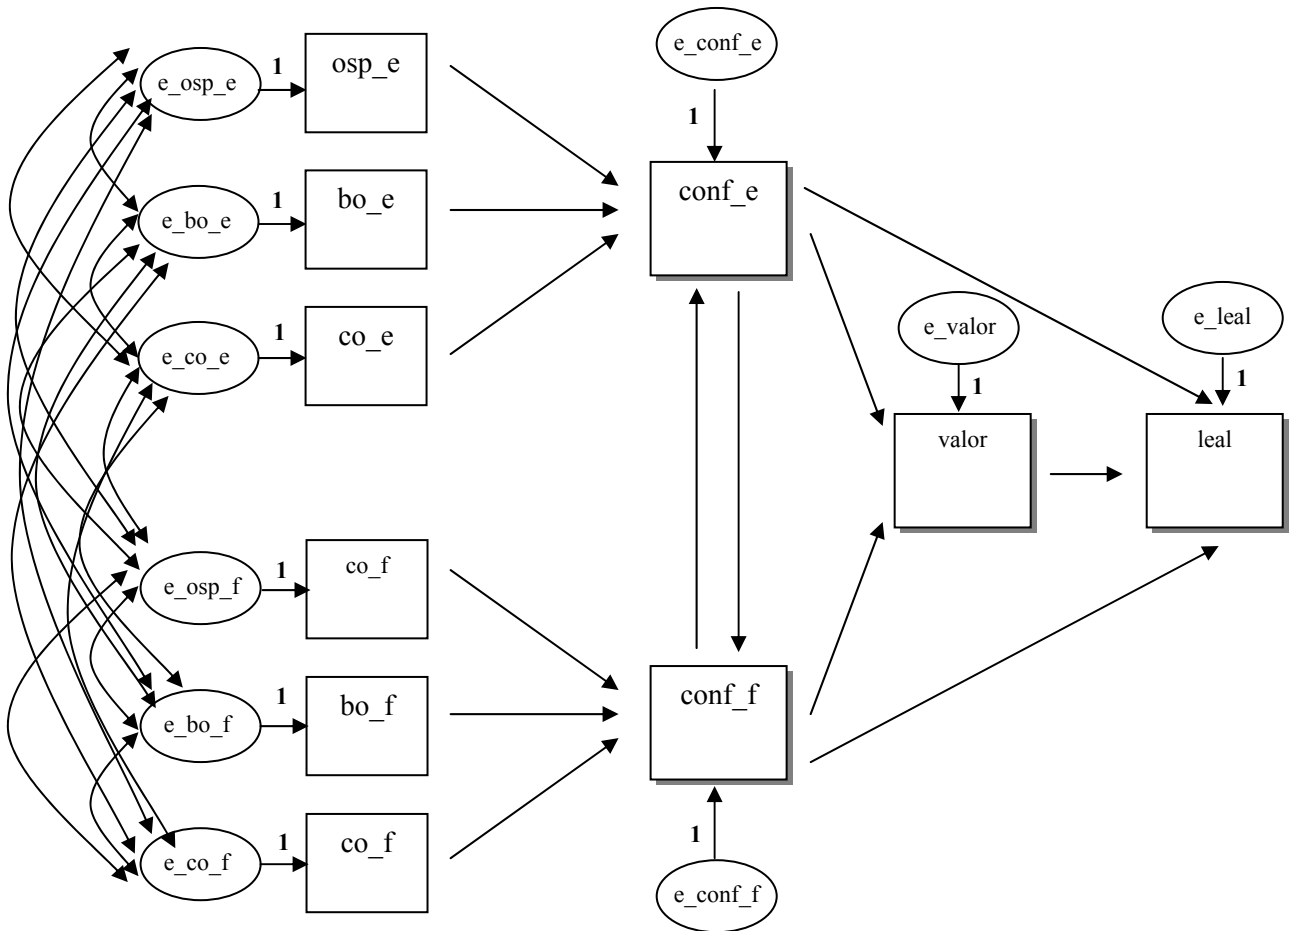 e_conf_e
1
e_osp_e
1
osp_e
conf_e
e_bo_e
1
bo_e
e_co_e
1
co_e
e_valor
1
valor
e_leal
1
leal
e_osp_f
1
co_f
e_bo_f
1
bo_f
conf_f
e_co_f
1
co_f
1
e_conf_f